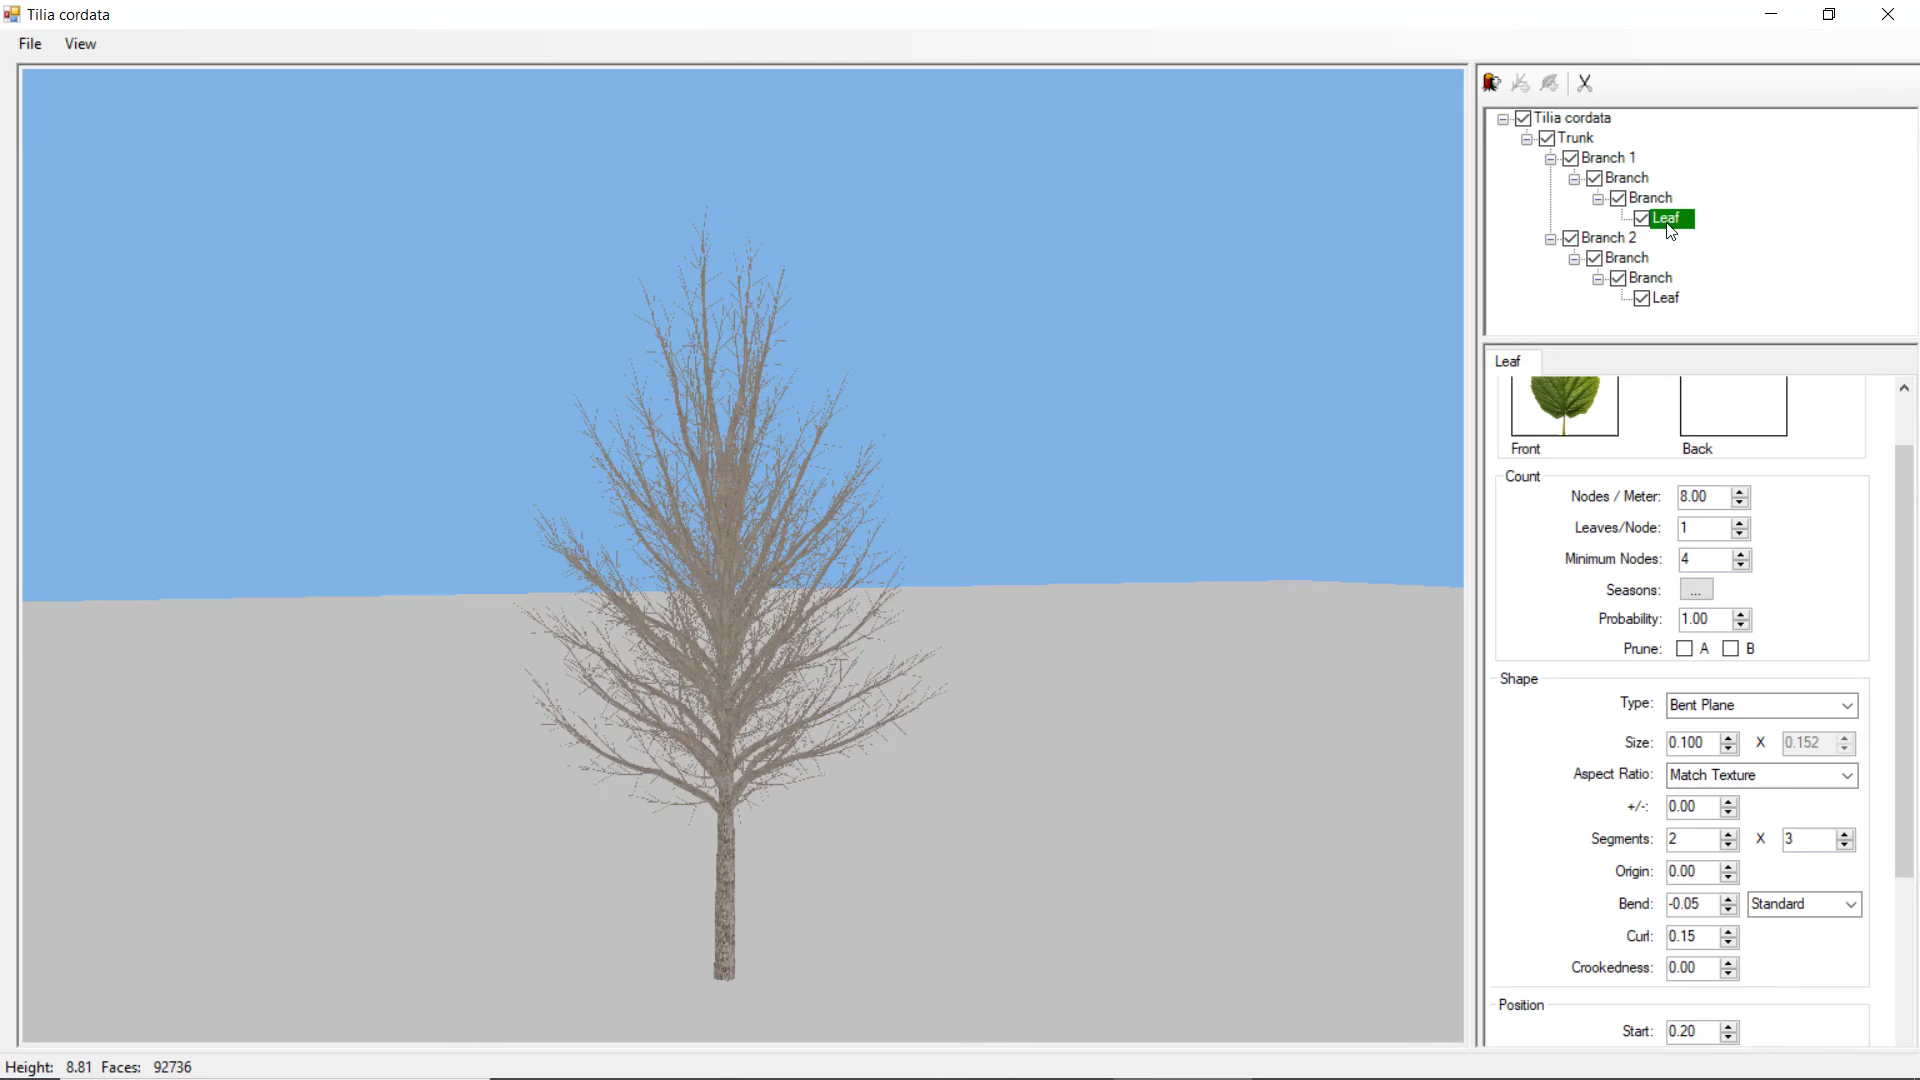 Tilia cordata
File View
Tilia cordata
Trunk
Branch 1
Branch
Branch
Leaf
Branch 2
Branch
Branch
Leaf
Leaf
Front Back
Count
Nodes / Meter: 8.00
Leaves/Node: 1
Minimum Nodes: 4
Seasons: ...
Probability: 1.00
Prune: A B
Shape
Type: Bent Plane
Size: 0.100 X 0.152
Aspect Ratio: Match Texture
+/-: 0.00
Segments: 2 X 3
Origin: 0.00
Bend: -0.05 Standard
Curl: 0.15
Crookedness: 0.00
Position
Start: 0.20
Height: 8.81 Faces: 92736